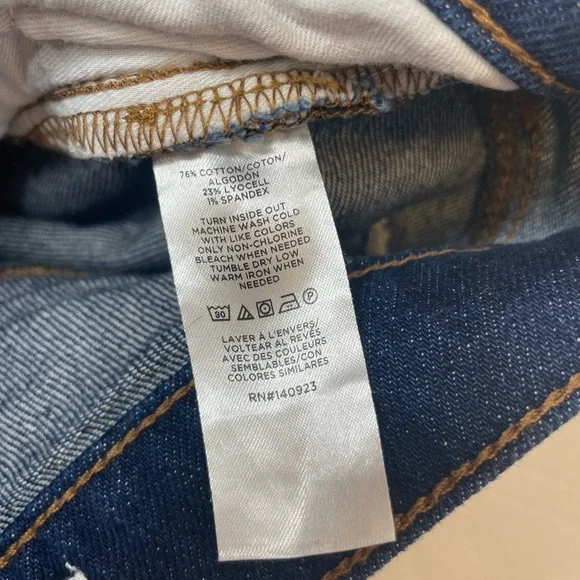 76% COTTON/COTON/
ALGODÓN
23% LYOCELL
1% SPANDEX
TURN INSIDE OUT
MACHINE WASH COLD
WITH LIKE COLORS
ONLY NON-CHLORINE
BLEACH WHEN NEEDED
TUMBLE DRY LOW
WARM IRON WHEN
NEEDED
30 P
LAVER À L'ENVERS/
VOLTEAR AL REVÉS
AVEC DES COULEURS
SEMBLABLES/CON
COLORES SIMILARES
RN#140923